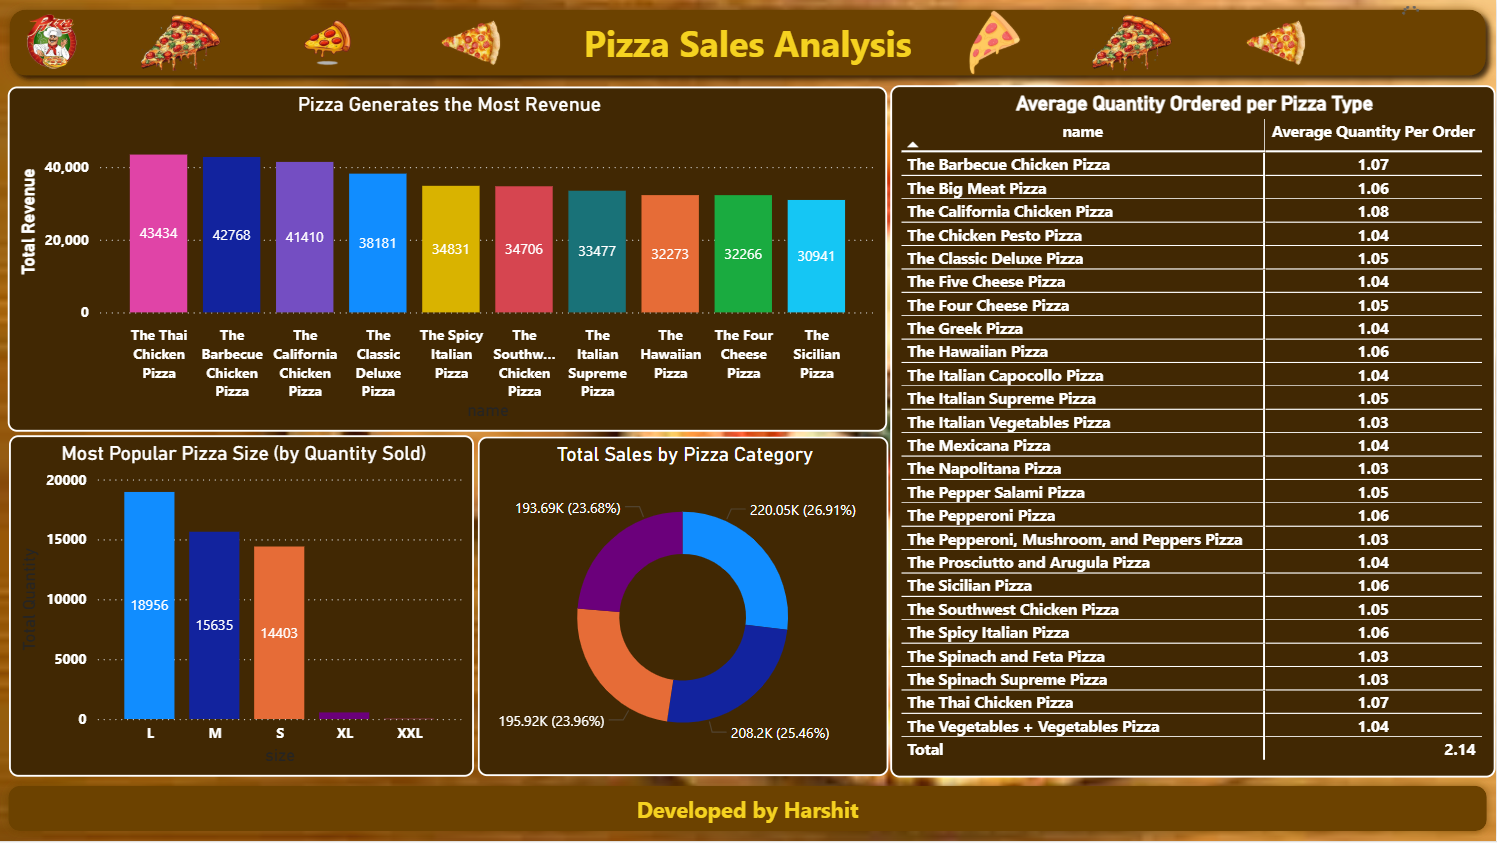 Pizza Sales Analysis
Pizza Generates the Most Revenue
Total Revenue
40,000
20,000
0
43434
42768
41410
38181
34831
34706
33477
32273
32266
30941
The Thai
Chicken
Pizza
The
Barbecue
Chicken
Pizza
The
California
Chicken
Pizza
The
Classic
Deluxe
Pizza
The Spicy
Italian
Pizza
The
Southw...
Chicken
Pizza
The
Italian
Supreme
Pizza
The
Hawaiian
Pizza
The Four
Cheese
Pizza
The
Sicilian
Pizza
name
Most Popular Pizza Size (by Quantity Sold)
Total Quantity
20000
15000
10000
5000
0
18956
15635
14403
L M S XL XXL
size
Total Sales by Pizza Category
193.69K (23.68%)
220.05K (26.91%)
195.92K (23.96%)
208.2K (25.46%)
Average Quantity Ordered per Pizza Type
name Average Quantity Per Order
The Barbecue Chicken Pizza 1.07
The Big Meat Pizza 1.06
The California Chicken Pizza 1.08
The Chicken Pesto Pizza 1.04
The Classic Deluxe Pizza 1.05
The Five Cheese Pizza 1.04
The Four Cheese Pizza 1.05
The Greek Pizza 1.04
The Hawaiian Pizza 1.06
The Italian Capocollo Pizza 1.04
The Italian Supreme Pizza 1.05
The Italian Vegetables Pizza 1.03
The Mexicana Pizza 1.04
The Napolitana Pizza 1.03
The Pepper Salami Pizza 1.05
The Pepperoni Pizza 1.06
The Pepperoni, Mushroom, and Peppers Pizza 1.03
The Prosciutto and Arugula Pizza 1.04
The Sicilian Pizza 1.06
The Southwest Chicken Pizza 1.05
The Spicy Italian Pizza 1.06
The Spinach and Feta Pizza 1.03
The Spinach Supreme Pizza 1.03
The Thai Chicken Pizza 1.07
The Vegetables + Vegetables Pizza 1.04
Total 2.14
Developed by Harshit